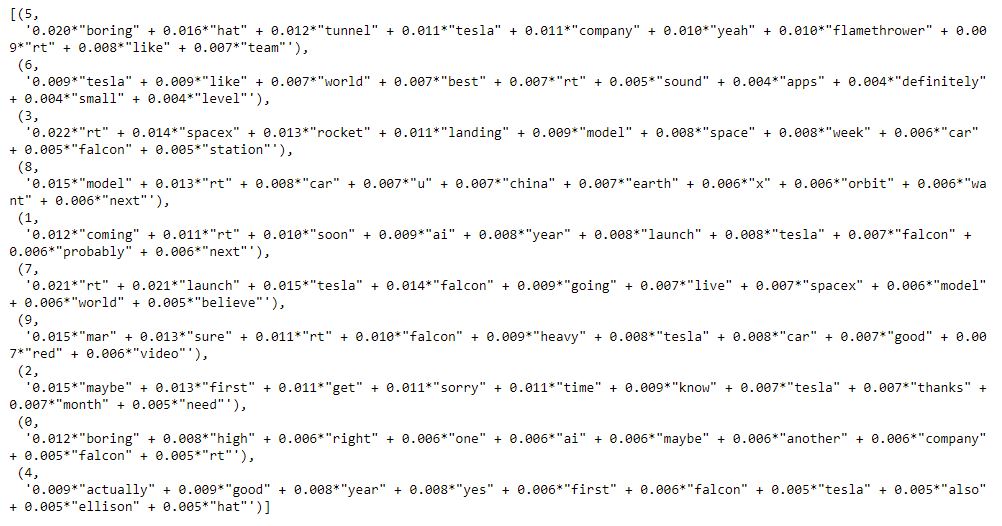 [(5,
'0.020*"boring" + 0.016*"hat" + 0.012*"tunnel" + 0.011*"tesla" + 0.011*"company" + 0.010*"yeah" + 0.010*"flamethrower" + 0.00
9*"rt" + 0.008*"like" + 0.007*"team"'),
(6,
'0.009*"tesla" + 0.009*"like" + 0.007*"world" + 0.007*"best" + 0.007*"rt" + 0.005*"sound" + 0.004*"apps" + 0.004*"definitely"
+ 0.004*"small" + 0.004*"level"'),
(3,
'0.022*"rt" + 0.014*"spacex" + 0.013*"rocket" + 0.011*"landing" + 0.009*"model" + 0.008*"space" + 0.008*"week" + 0.006*"car"
+ 0.005*"falcon" + 0.005*"station"'),
(8,
'0.015*"model" + 0.013*"rt" + 0.008*"car" + 0.007*"u" + 0.007*"china" + 0.007*"earth" + 0.006*"x" + 0.006*"orbit" + 0.006*"wa
nt" + 0.006*"next"'),
(1,
'0.012*"coming" + 0.011*"rt" + 0.010*"soon" + 0.009*"ai" + 0.008*"year" + 0.008*"launch" + 0.008*"tesla" + 0.007*"falcon" +
0.006*"probably" + 0.006*"next"'),
(7,
'0.021*"rt" + 0.021*"launch" + 0.015*"tesla" + 0.014*"falcon" + 0.009*"going" + 0.007*"live" + 0.007*"spacex" + 0.006*"model"
+ 0.006*"world" + 0.005*"believe"'),
(9,
'0.015*"mar" + 0.013*"sure" + 0.011*"rt" + 0.010*"falcon" + 0.009*"heavy" + 0.008*"tesla" + 0.008*"car" + 0.007*"good" + 0.00
7*"red" + 0.006*"video"'),
(2,
'0.015*"maybe" + 0.013*"first" + 0.011*"get" + 0.011*"sorry" + 0.011*"time" + 0.009*"know" + 0.007*"tesla" + 0.007*"thanks" +
0.007*"month" + 0.005*"need"'),
(0,
'0.012*"boring" + 0.008*"high" + 0.006*"right" + 0.006*"one" + 0.006*"ai" + 0.006*"maybe" + 0.006*"another" + 0.006*"company"
+ 0.005*"falcon" + 0.005*"rt"'),
(4,
'0.009*"actually" + 0.009*"good" + 0.008*"year" + 0.008*"yes" + 0.006*"first" + 0.006*"falcon" + 0.005*"tesla" + 0.005*"also"
+ 0.005*"ellison" + 0.005*"hat"')]